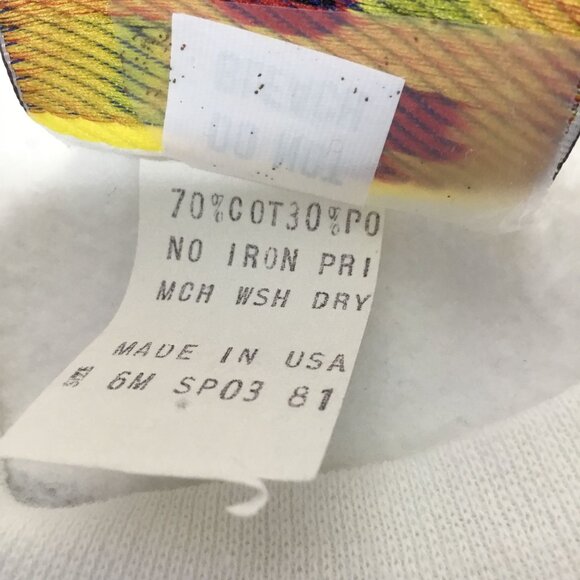 70%COT30%PO
NO IRON PRI
MCH WSH DRY
MADE IN USA
6M SP03 81